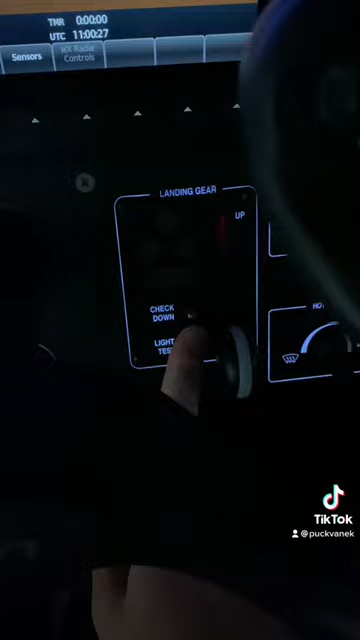 TMR 0:00:00
UTC 11:00:27
Sensors
WX Radar
Controls
LANDING GEAR
UP
CHECK
DOWN
LIGHT
TEST
TikTok
@puckvanek